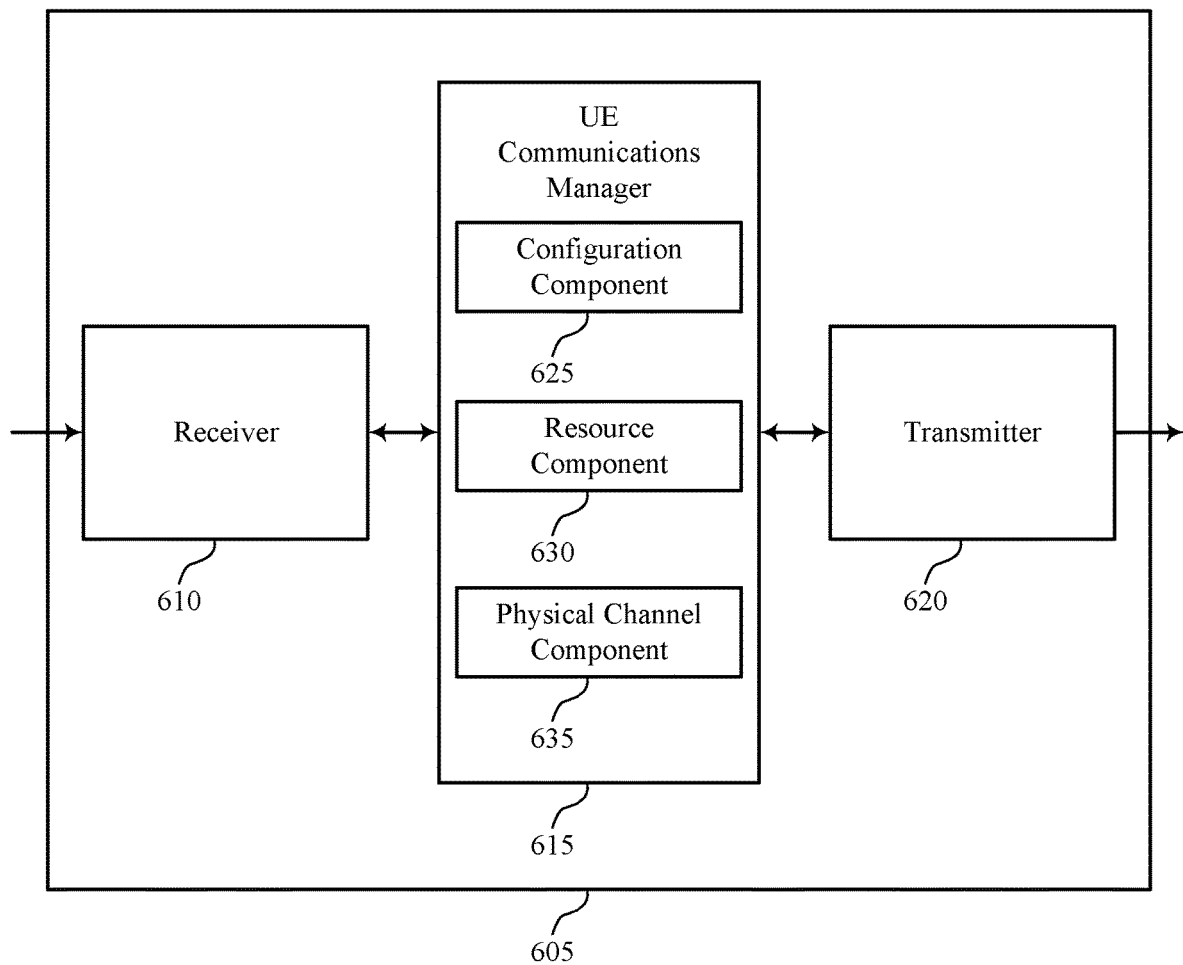 UE
Communications
Manager
Configuration
Component
625
Receiver
610
Resource
Component
630
Transmitter
620
Physical Channel
Component
635
615
605